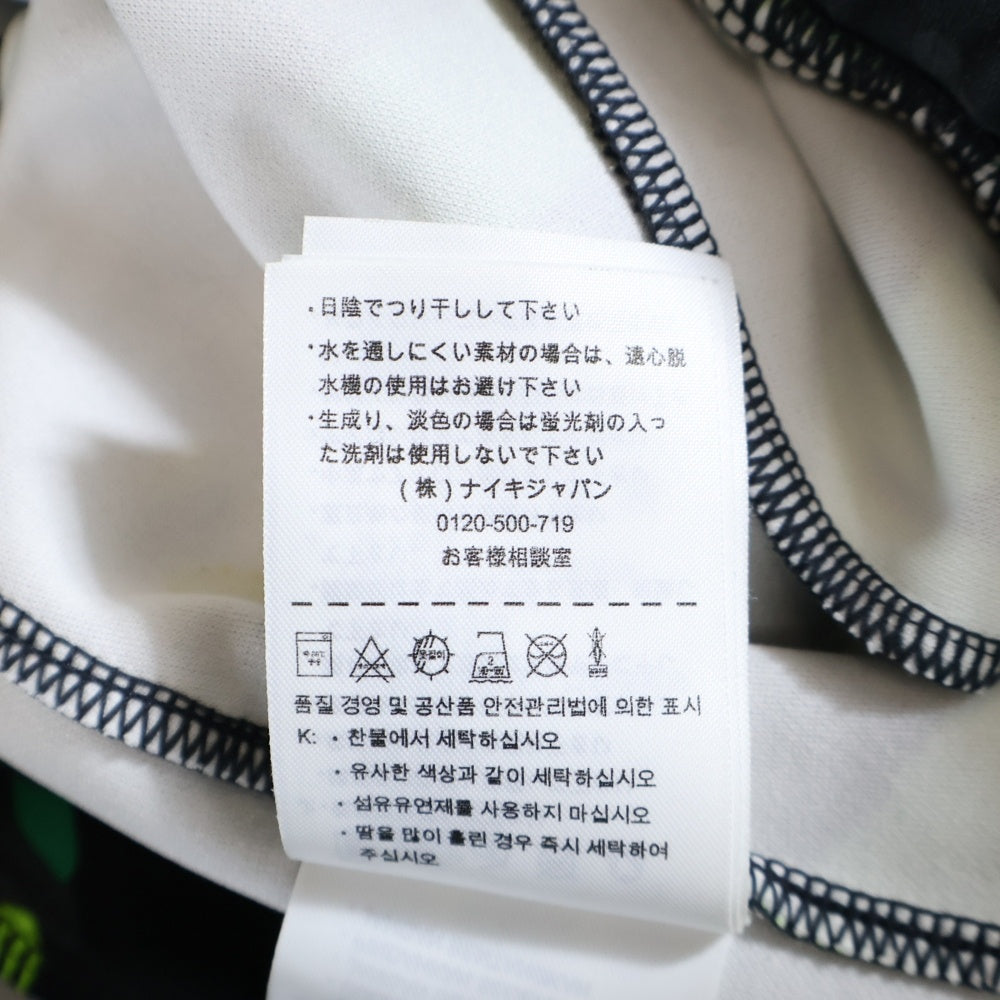 ・日陰でつり干しして下さい
・水を通しにくい素材の場合は、遠心脱
水機の使用はお避け下さい
・生成り、淡色の場合は蛍光剤の入っ
た洗剤は使用しないで下さい
(株)ナイキジャパン
0120-500-719
お客様相談室
품질 경영 및 공산품 안전관리법에 의한 표시
K: ・찬물에서 세탁하십시오
・유사한 색상과 같이 세탁하십시오
・섬유유연제를 사용하지 마십시오
・땀을 많이 흘린 경우 즉시 세탁하여
주십시오